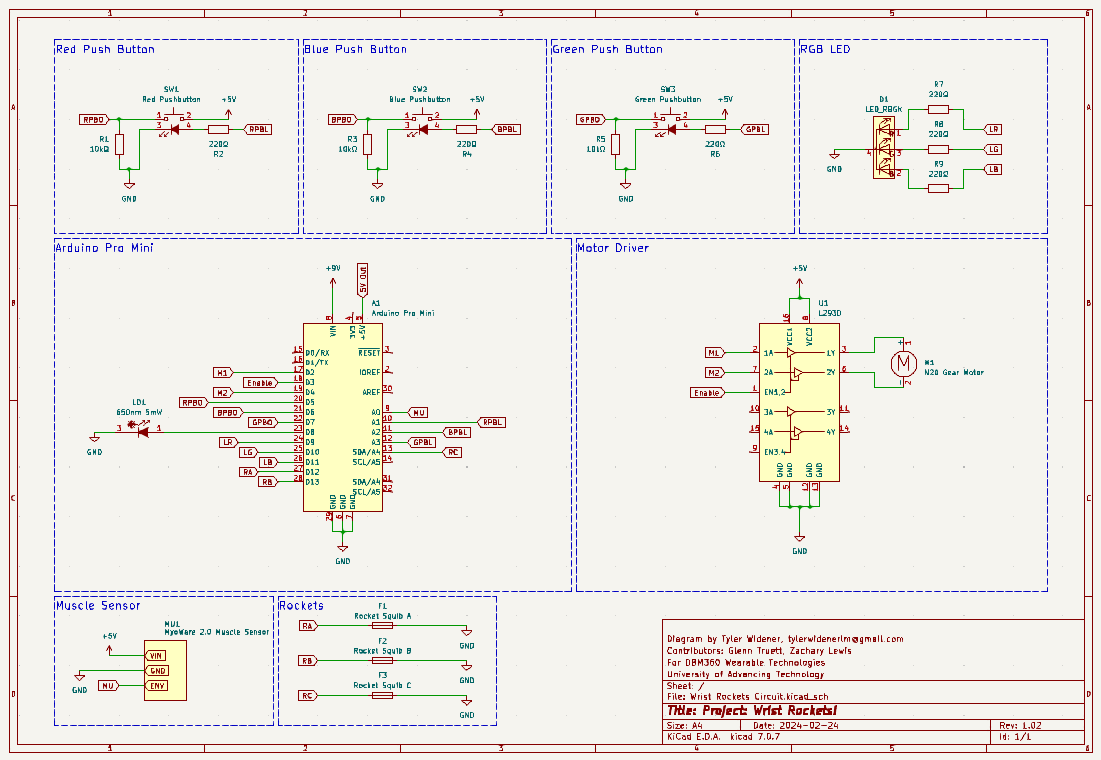 1 2 3 4 5 6
A
B
C
D
Red Push Button
SW1
Red Pushbutton
+5V
RPBO
1 2
3 4
RPBL
R1
10kΩ
220Ω
R2
GND
Blue Push Button
SW2
Blue Pushbutton
+5V
BPBO
1 2
3 4
BPBL
R3
10kΩ
220Ω
R4
GND
Green Push Button
SW3
Green Pushbutton
+5V
GPBO
1 2
3 4
GPBL
R5
10kΩ
220Ω
R6
GND
RGB LED
D1
LED_RBGK
R7
220Ω
R8
220Ω
R9
220Ω
LR
LG
LB
4
1
3
2
GND
Arduino Pro Mini
+9V
5V Out
A1
Arduino Pro Mini
8 4 5
VIN 3V3 +5V
15 D0/RX
16 D1/TX
M1 17 D2
Enable 18 D3
M2 19 D4
RPBO 20 D5
BPBO 21 D6
GPBO 22 D7
23 D8
LR 24 D9
LG 25 D10
LB 26 D11
RA 27 D12
RB 28 D13
RESET 3
IOREF 2
AREF 30
A0 9 MU
A1 10 RPBL
A2 11 BPBL
A3 12 GPBL
SDA/A4 13 RC
SCL/A5 14
SDA/A4 31
SCL/A5 32
GND GND GND
29 6 7
GND
LD1
650nm 5mW
3 1
GND
Motor Driver
+5V
U1
L293D
16 8
VCC1 VCC2
M1 2 1A 1Y 3
M2 7 2A 2Y 6
Enable 1 EN1,2
10 3A 3Y 11
15 4A 4Y 14
9 EN3,4
GND GND GND GND
4 5 12 13
GND
+ 1
M
- 2
M1
N20 Gear Motor
Muscle Sensor
MU1
MyoWare 2.0 Muscle Sensor
+5V
VIN
GND
ENV
MU
GND
Rockets
F1
Rocket Squib A
RA
GND
F2
Rocket Squib B
RB
GND
F3
Rocket Squib C
RC
GND
Diagram by Tyler Widener, tylerwidenerlm@gmail.com
Contributors: Glenn Truett, Zachary Lewis
For DBM360 Wearable Technologies
University of Advancing Technology
Sheet: /
File: Wrist Rockets Circuit.kicad_sch
Title: Project: Wrist Rockets!
Size: A4 Date: 2024-02-24 Rev: 1.02
KiCad E.D.A. kicad 7.0.7 Id: 1/1
1 2 3 4 5 6